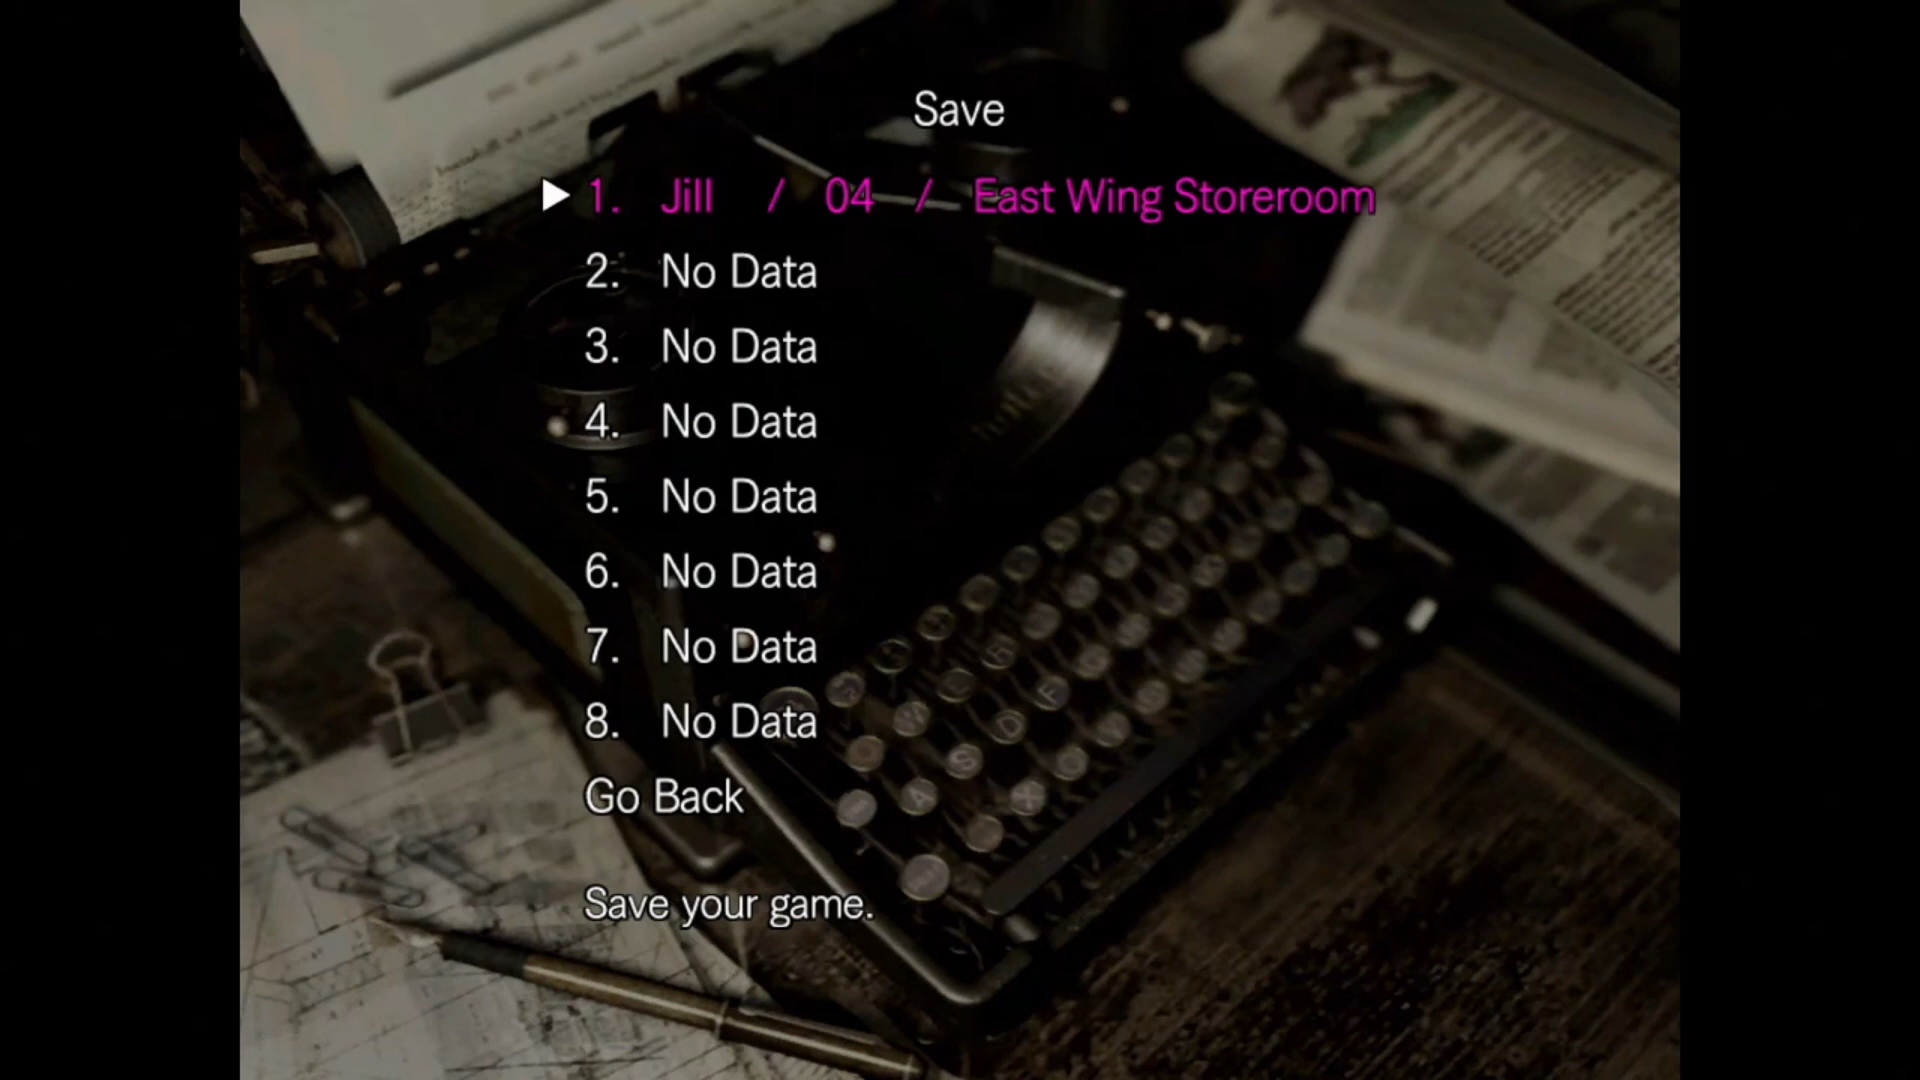 Save
1. Jill / 04 / East Wing Storeroom
2. No Data
3. No Data
4. No Data
5. No Data
6. No Data
7. No Data
8. No Data
Go Back
Save your game.